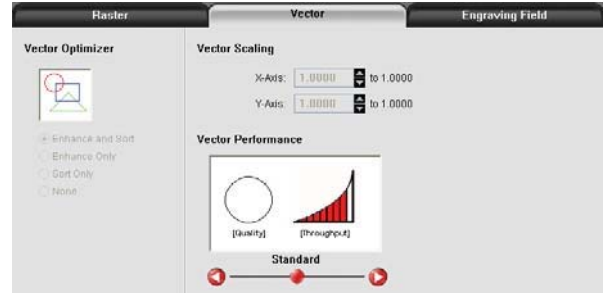 Raster Vector Engraving Field
Vector Optimizer
Enhance and Sort
Enhance Only
Sort Only
None
Vector Scaling
X-Axis: 1.0000 to 1.0000
Y-Axis: 1.0000 to 1.0000
Vector Performance
[Quality] [Throughput]
Standard